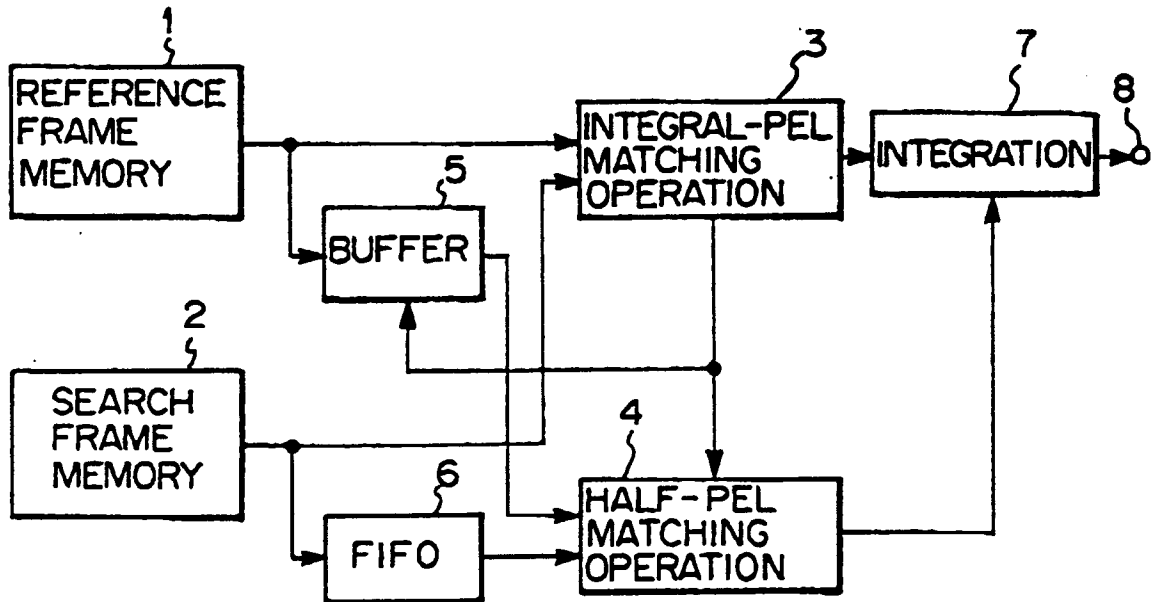 1
REFERENCE
FRAME
MEMORY
3
INTEGRAL-PEL
MATCHING
OPERATION
7
INTEGRATION
8
5
BUFFER
2
SEARCH
FRAME
MEMORY
6
FIFO
4
HALF-PEL
MATCHING
OPERATION